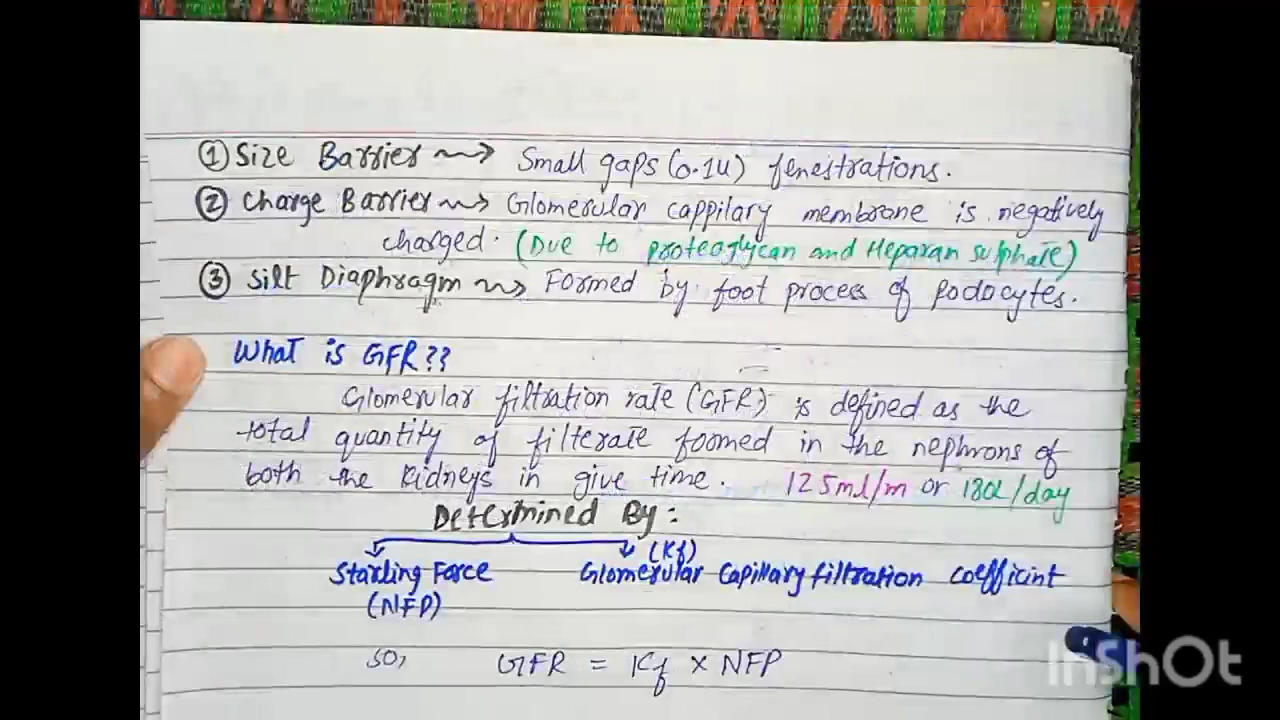 ① Size Barrier ⇝ Small gaps (0.1u) fenestrations.
② Charge Barrier ⇝ Glomerular cappilary membrane is negatively
charged. (Due to proteoglycan and Heparan sulphate)
③ Silt Diaphragm ⇝ Formed by foot process of Podocytes.
What is GFR??
Glomerular filtration rate (GFR) is defined as the
total quantity of filterate foomed in the nephrons of
both the Kidneys in give time. 125ml/m or 180l/day
Determined By:
(Kf)
Starling Force Glomerular Capillary filtration coefficint
(NFP)
so, GFR = Kf x NFP
InShOt